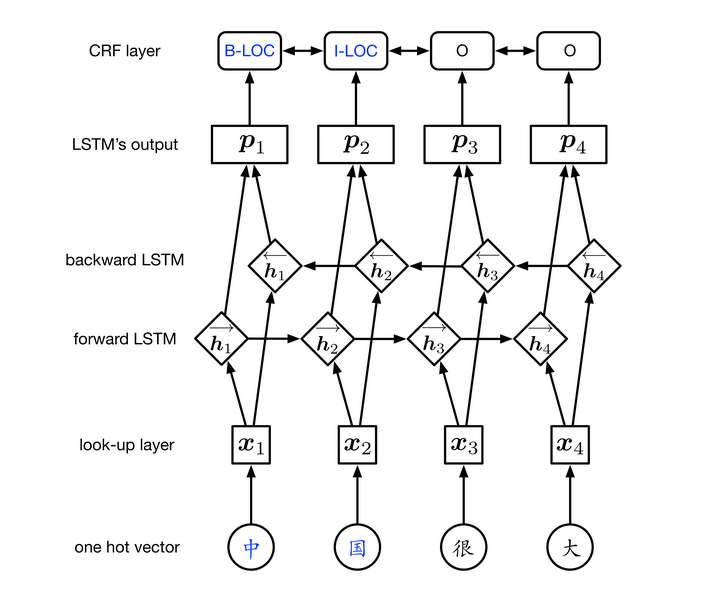 CRF layer B-LOC I-LOC O O
LSTM's output p₁ p₂ p₃ p₄
backward LSTM ←h₁ ←h₂ ←h₃ ←h₄
forward LSTM →h₁ →h₂ →h₃ →h₄
look-up layer x₁ x₂ x₃ x₄
one hot vector 中 国 很 大